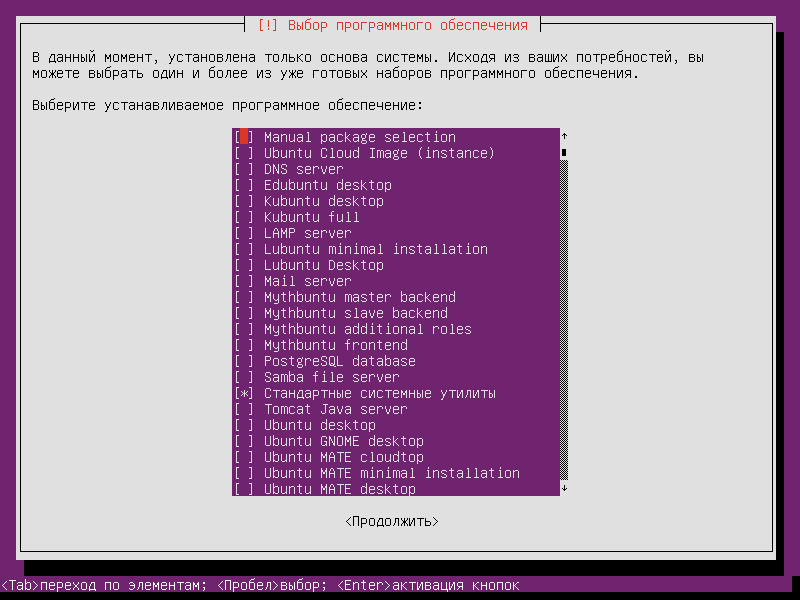 [!] Выбор программного обеспечения
В данный момент, установлена только основа системы. Исходя из ваших потребностей, вы
можете выбрать один и более из уже готовых наборов программного обеспечения.
Выберите устанавливаемое программное обеспечение:
[ ] Manual package selection
[ ] Ubuntu Cloud Image (instance)
[ ] DNS server
[ ] Edubuntu desktop
[ ] Kubuntu desktop
[ ] Kubuntu full
[ ] LAMP server
[ ] Lubuntu minimal installation
[ ] Lubuntu Desktop
[ ] Mail server
[ ] Mythbuntu master backend
[ ] Mythbuntu slave backend
[ ] Mythbuntu additional roles
[ ] Mythbuntu frontend
[ ] PostgreSQL database
[ ] Samba file server
[*] Стандартные системные утилиты
[ ] Tomcat Java server
[ ] Ubuntu desktop
[ ] Ubuntu GNOME desktop
[ ] Ubuntu MATE cloudtop
[ ] Ubuntu MATE minimal installation
[ ] Ubuntu MATE desktop
<Продолжить>
<Tab>переход по элементам; <Пробел>выбор; <Enter>активация кнопок